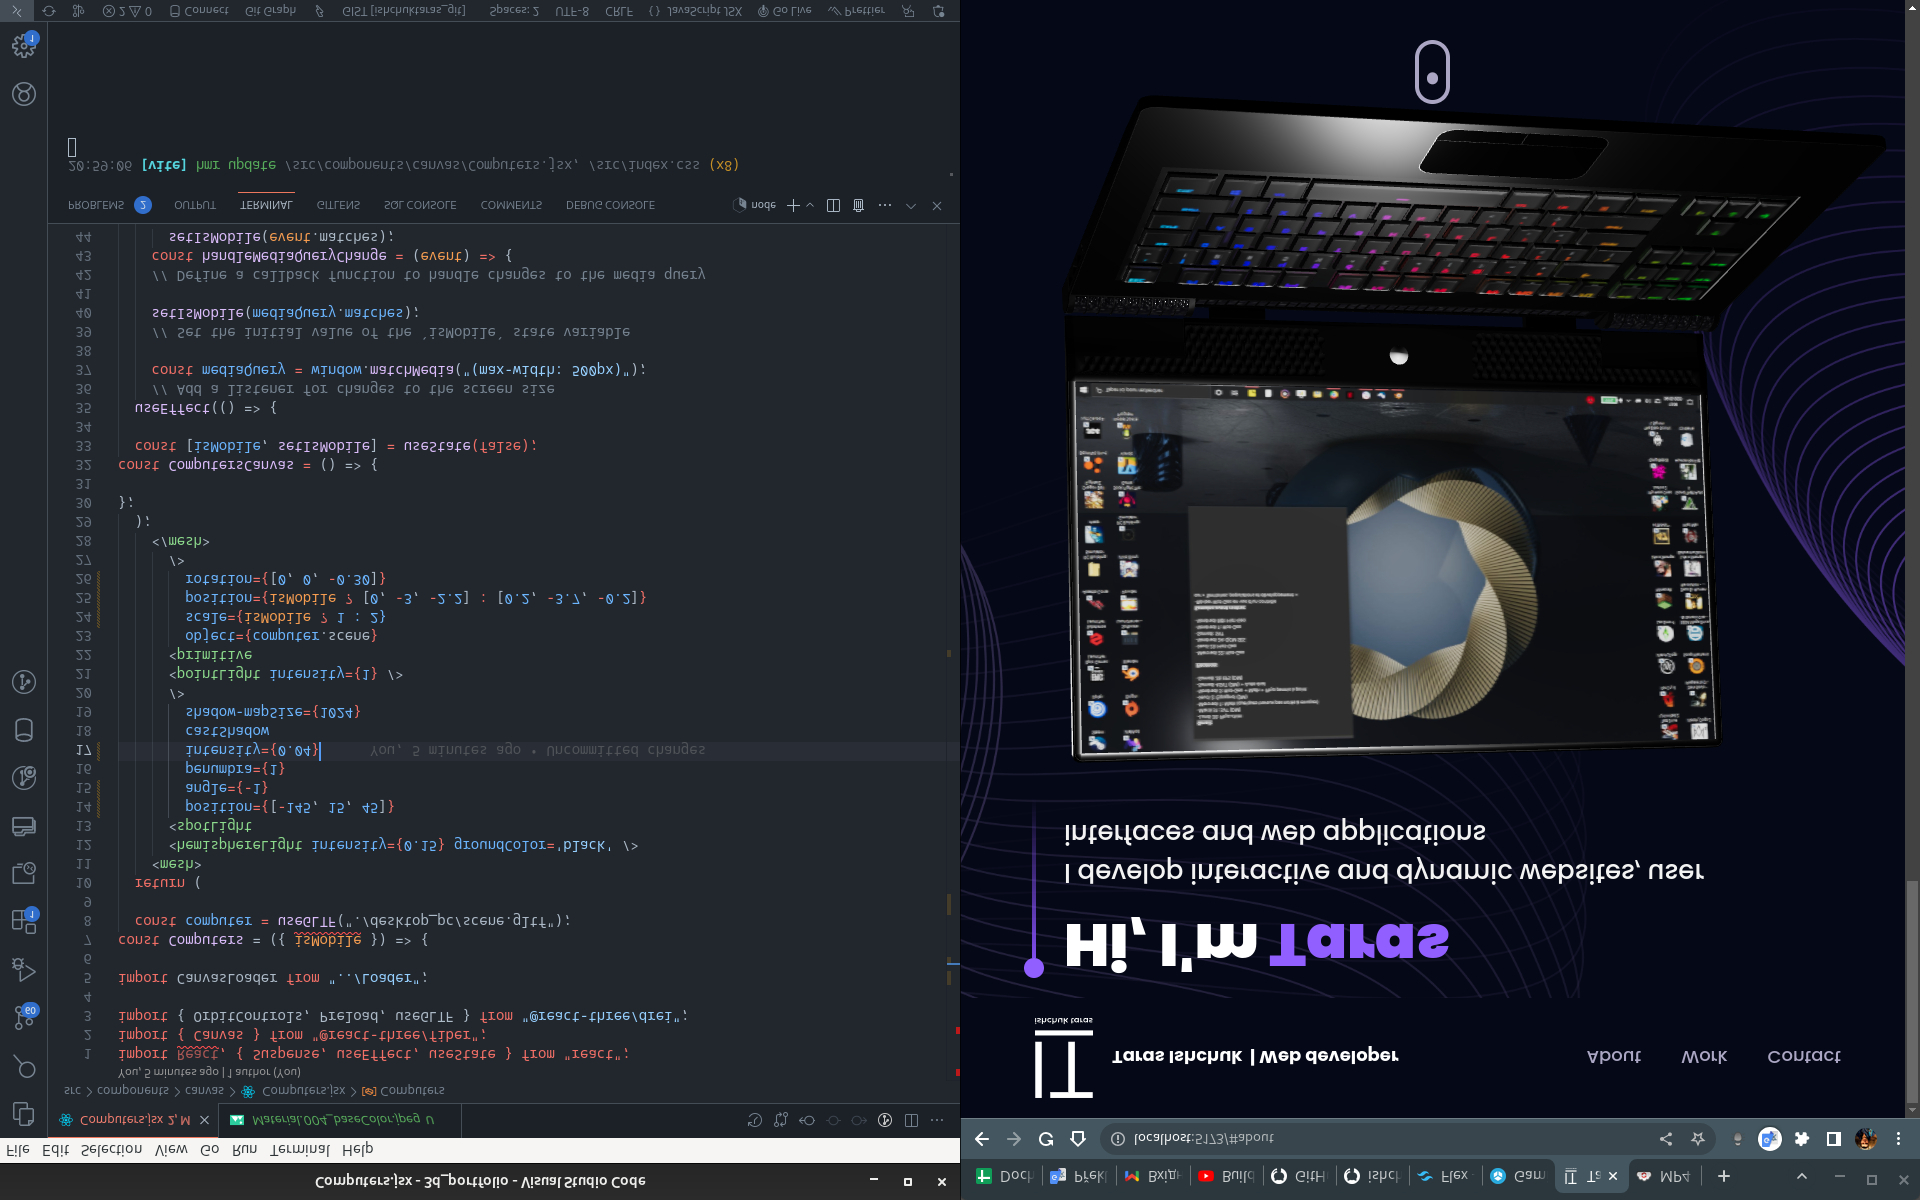 Computers.jsx - 3d_portfolio - Visual Studio Code
File Edit Selection View Go Run Terminal Help
Computers.jsx 2, M
Material.004_baseColor.jpeg U
src > components > canvas > Computers.jsx > Computers
You, 5 minutes ago | 1 author (You)
1 import React, { Suspense, useEffect, useState } from "react";
2 import { Canvas } from "@react-three/fiber";
3 import { OrbitControls, Preload, useGLTF } from "@react-three/drei";
4
5 import CanvasLoader from "../Loader";
6
7 const Computers = ({ isMobile }) => {
8 const computer = useGLTF("./desktop_pc/scene.gltf");
9
10 return (
11 <mesh>
12 <hemisphereLight intensity={0.15} groundColor='black' />
13 <spotLight
14 position={[-145, 15, 45]}
15 angle={-1}
16 penumbra={1}
17 intensity={0.04} You, 5 minutes ago • Uncommitted changes
18 castShadow
19 shadow-mapSize={1024}
20 />
21 <pointLight intensity={1} />
22 <primitive
23 object={computer.scene}
24 scale={isMobile ? 1 : 2}
25 position={isMobile ? [0, -3, -2.2] : [0.2, -3.7, -0.2]}
26 rotation={[0, 0, -0.30]}
27 />
28 </mesh>
29 );
30 };
31
32 const ComputersCanvas = () => {
33 const [isMobile, setIsMobile] = useState(false);
34
35 useEffect(() => {
36 // Add a listener for changes to the screen size
37 const mediaQuery = window.matchMedia("(max-width: 500px)");
38
39 // Set the initial value of the `isMobile` state variable
40 setIsMobile(mediaQuery.matches);
41
42 // Define a callback function to handle changes to the media query
43 const handleMediaQueryChange = (event) => {
44 setIsMobile(event.matches);
PROBLEMS 2 OUTPUT TERMINAL GITLENS SQL CONSOLE COMMENTS DEBUG CONSOLE
node
20:59:06 [vite] hmr update /src/components/canvas/Computers.jsx, /src/index.css (x8)
2 0 Connect Git Graph GIST [ishchuktaras_git] Spaces: 2 UTF-8 CRLF {} JavaScript JSX Go Live Prettier
60
1
1
Doch Překl Вхід Build GitH ishch Flex - Gam Ta MP4
localhost:5173/#about
IT
ishchuk taras
Taras Ishchuk | Web developer
About Work Contact
Hi, I'm Taras
I develop interactive and dynamic websites, user
interfaces and web applications